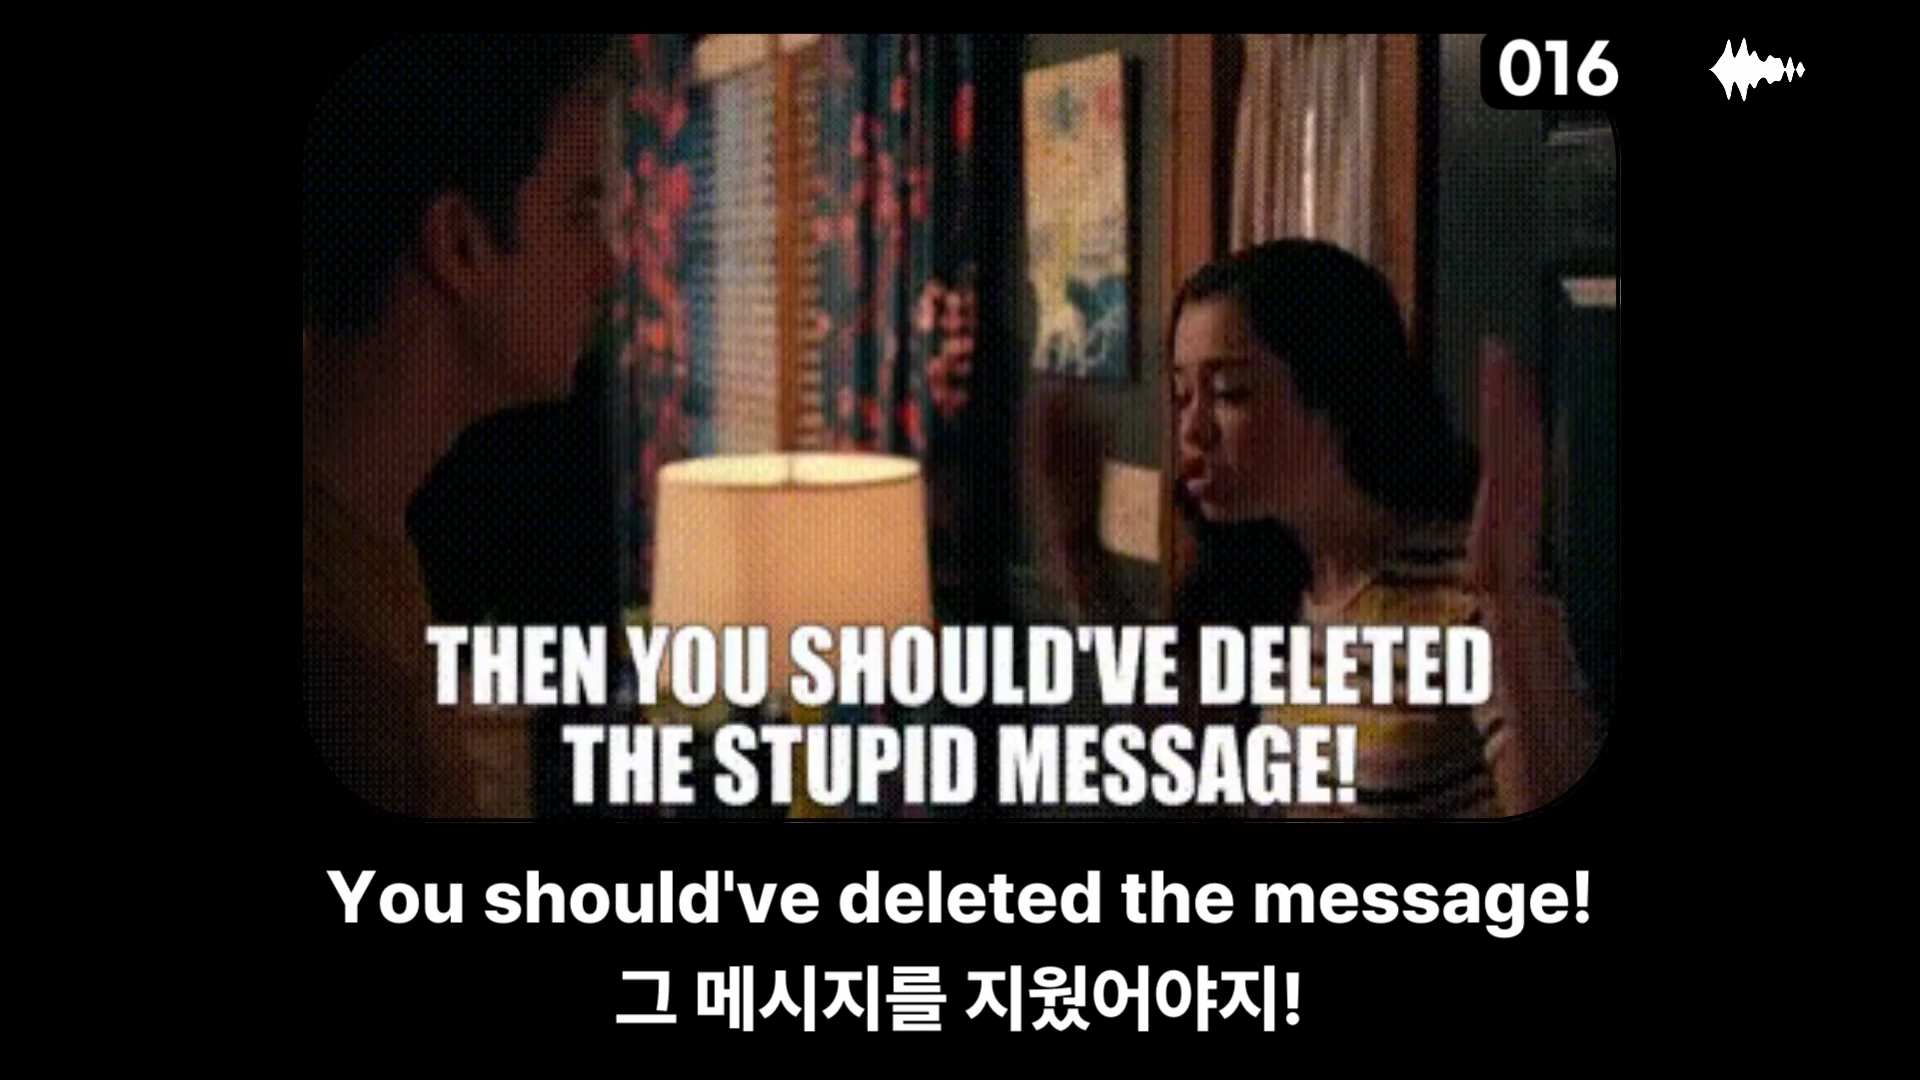 016
THEN YOU SHOULD'VE DELETED
THE STUPID MESSAGE!
You should've deleted the message!
그 메시지를 지웠어야지!